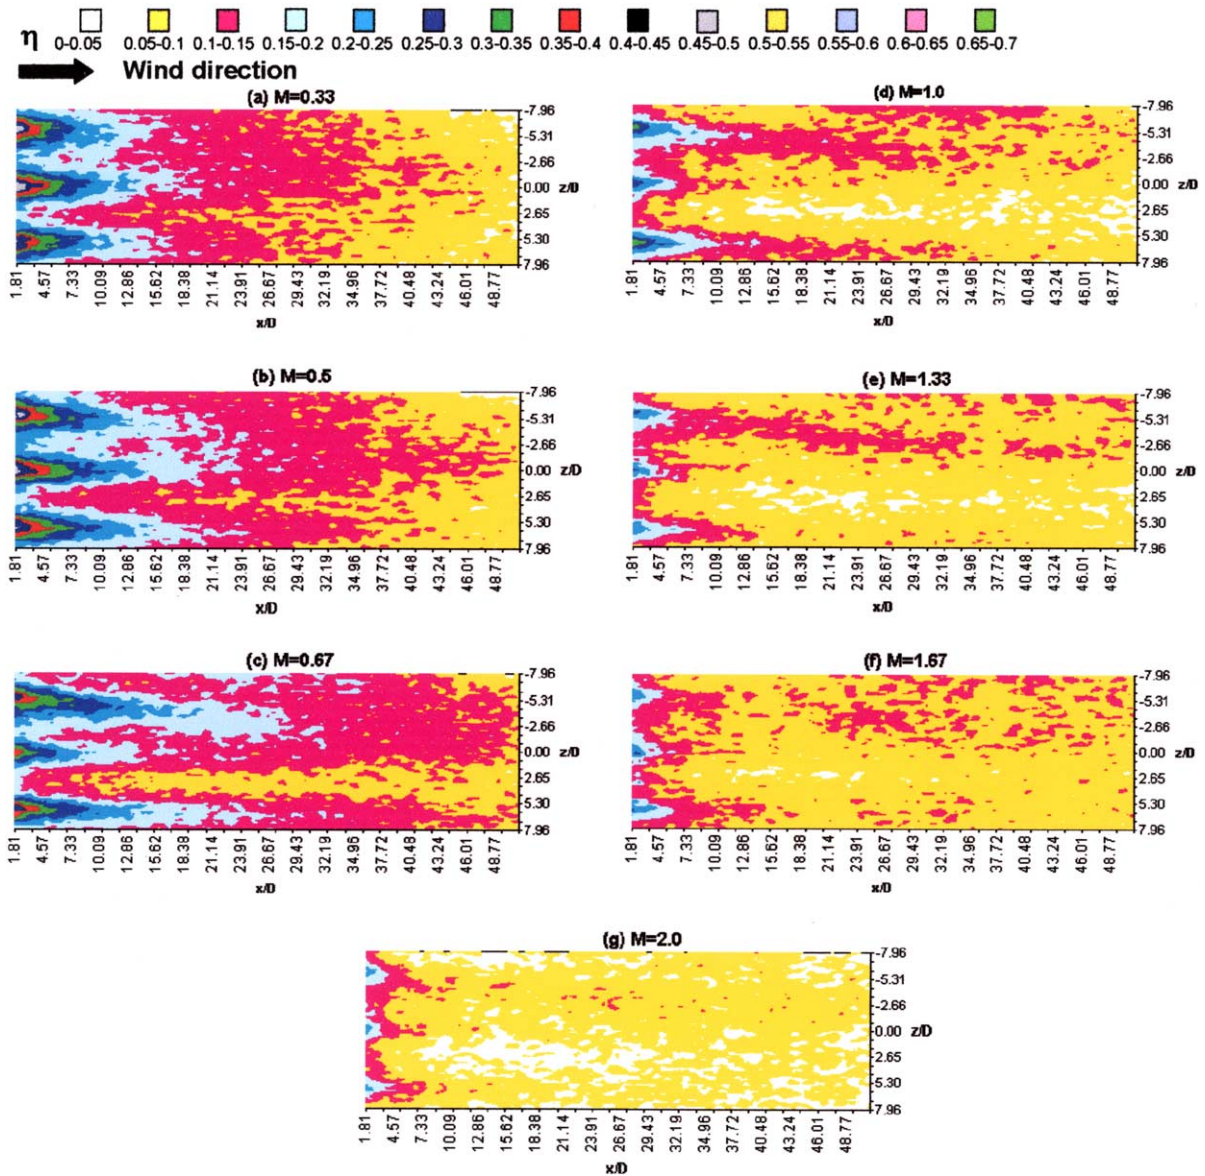 η 0-0.05 0.05-0.1 0.1-0.15 0.15-0.2 0.2-0.25 0.25-0.3 0.3-0.35 0.35-0.4 0.4-0.45 0.45-0.5 0.5-0.55 0.55-0.6 0.6-0.65 0.65-0.7
Wind direction
(a) M=0.33
-7.96
-5.31
-2.66
0.00 z/D
2.65
5.30
7.96
1.81 4.57 7.33 10.09 12.86 15.62 18.38 21.14 23.91 26.67 29.43 32.19 34.96 37.72 40.48 43.24 46.01 48.77
x/D
(b) M=0.5
-7.96
-5.31
-2.66
0.00 z/D
2.65
5.30
7.96
1.81 4.57 7.33 10.09 12.86 15.62 18.38 21.14 23.91 26.67 29.43 32.19 34.96 37.72 40.48 43.24 46.01 48.77
x/D
(c) M=0.67
-7.96
-5.31
-2.66
0.00 z/D
2.65
5.30
7.96
1.81 4.57 7.33 10.09 12.86 15.62 18.38 21.14 23.91 26.67 29.43 32.19 34.96 37.72 40.48 43.24 46.01 48.77
x/D
(d) M=1.0
-7.96
-5.31
-2.66
0.00 z/D
2.65
5.30
7.96
1.81 4.57 7.33 10.09 12.86 15.62 18.38 21.14 23.91 26.67 29.43 32.19 34.96 37.72 40.48 43.24 46.01 48.77
x/D
(e) M=1.33
-7.96
-5.31
-2.66
0.00 z/D
2.65
5.30
7.96
1.81 4.57 7.33 10.09 12.86 15.62 18.38 21.14 23.91 26.67 29.43 32.19 34.96 37.72 40.48 43.24 46.01 48.77
x/D
(f) M=1.67
-7.96
-5.31
-2.66
0.00 z/D
2.65
5.30
7.96
1.81 4.57 7.33 10.09 12.86 15.62 18.38 21.14 23.91 26.67 29.43 32.19 34.96 37.72 40.48 43.24 46.01 48.77
x/D
(g) M=2.0
-7.96
-5.31
-2.66
0.00 z/D
2.65
5.30
7.96
1.81 4.57 7.33 10.09 12.86 15.62 18.38 21.14 23.91 26.67 29.43 32.19 34.96 37.72 40.48 43.24 46.01 48.77
x/D